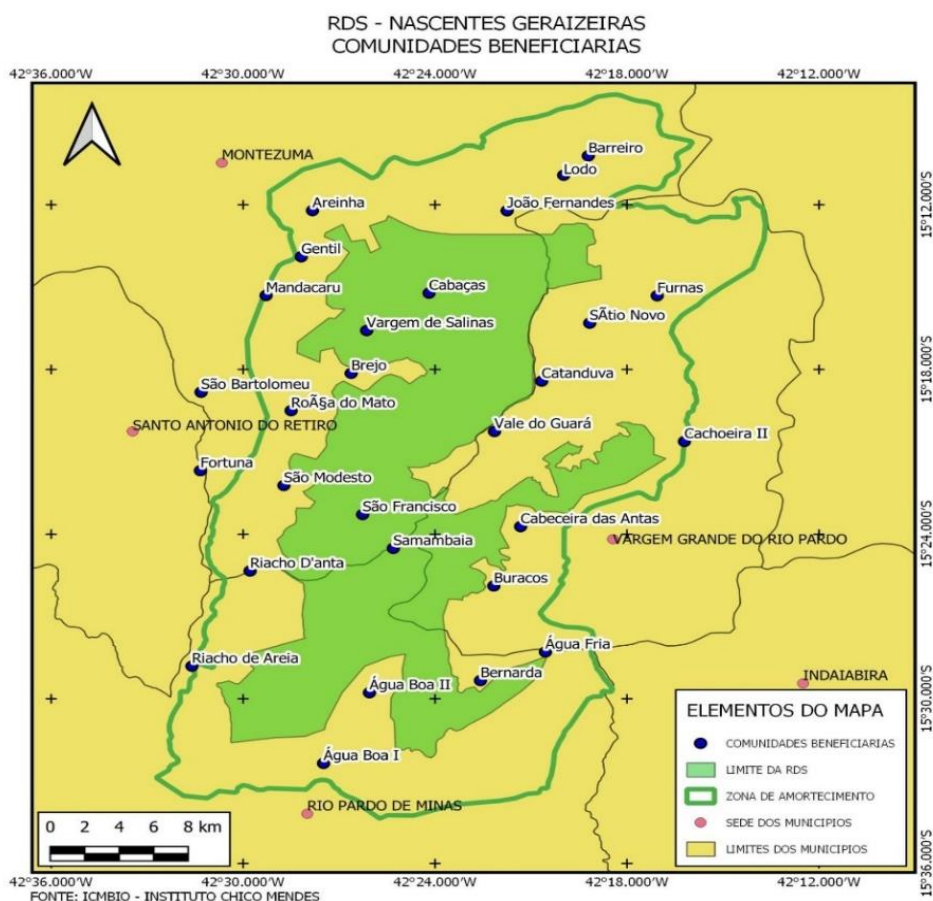 RDS - NASCENTES GERAIZEIRAS
COMUNIDADES BENEFICIARIAS
42°36.000'W 42°30.000'W 42°24.000'W 42°18.000'W 42°12.000'W
MONTEZUMA
Barreiro
Lodo
Areinha
João Fernandes
15°12.000'S
Gentil
Cabaças
Mandacaru
Furnas
Vargem de Salinas
SÃtio Novo
Brejo
Catanduva
15°18.000'S
São Bartolomeu
RoÃ§a do Mato
SANTO ANTONIO DO RETIRO
Vale do Guará
Cachoeira II
Fortuna
São Modesto
São Francisco
Cabeceira das Antas
15°24.000'S
Samambaia
VARGEM GRANDE DO RIO PARDO
Riacho D'anta
Buracos
Riacho de Areia
Água Fria
Bernarda
INDAIABIRA
Água Boa II
15°30.000'S
Água Boa I
RIO PARDO DE MINAS
ELEMENTOS DO MAPA
COMUNIDADES BENEFICIARIAS
LIMITE DA RDS
ZONA DE AMORTECIMENTO
SEDE DOS MUNICIPIOS
LIMITES DOS MUNICIPIOS
0 2 4 6 8 km
15°36.000'S
42°36.000'W 42°30.000'W 42°24.000'W 42°18.000'W 42°12.000'W
FONTE: ICMBIO - INSTITUTO CHICO MENDES